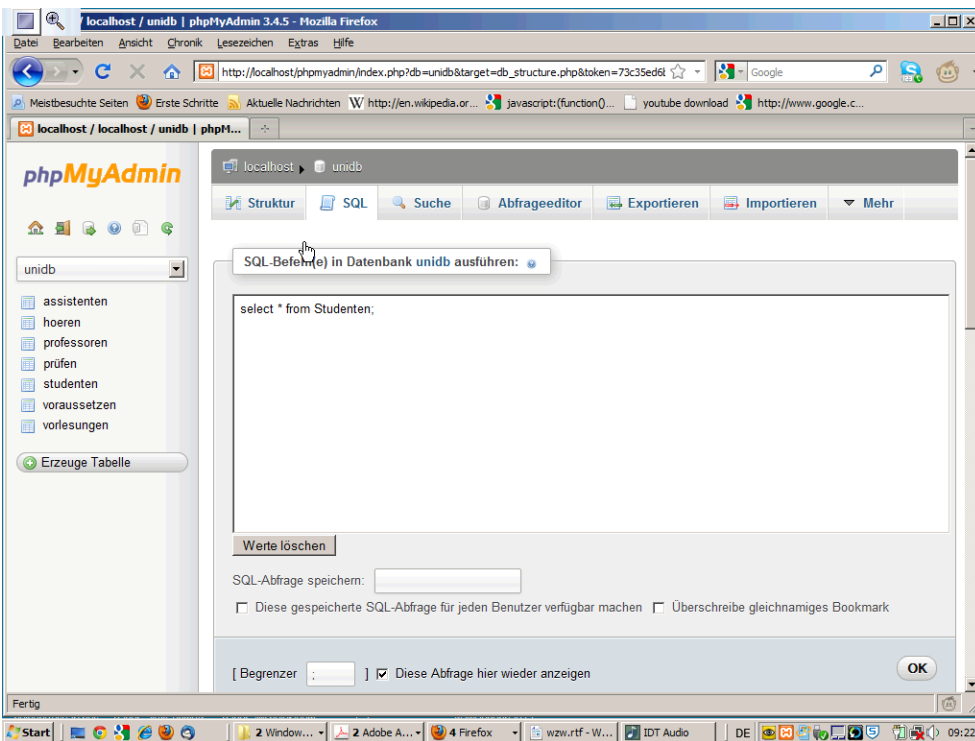 / localhost / unidb | phpMyAdmin 3.4.5 - Mozilla Firefox
Datei Bearbeiten Ansicht Chronik Lesezeichen Extras Hilfe
http://localhost/phpmyadmin/index.php?db=unidb&target=db_structure.php&token=73c35ed6 Google
Meistbesuchte Seiten Erste Schritte Aktuelle Nachrichten W http://en.wikipedia.or... javascript:(function()... youtube download http://www.google.c...
localhost / localhost / unidb | phpM...
phpMyAdmin
localhost unidb
Struktur SQL Suche Abfrageeditor Exportieren Importieren Mehr
unidb
SQL-Befehl(e) in Datenbank unidb ausführen:
assistenten
hoeren
professoren
prüfen
studenten
voraussetzen
vorlesungen
Erzeuge Tabelle
select * from Studenten;
Werte löschen
SQL-Abfrage speichern:
Diese gespeicherte SQL-Abfrage für jeden Benutzer verfügbar machen Überschreibe gleichnamiges Bookmark
[ Begrenzer ; ] Diese Abfrage hier wieder anzeigen OK
Fertig
Start 2 Window... 2 Adobe A... 4 Firefox wzw.rtf - W... IDT Audio DE 09:22